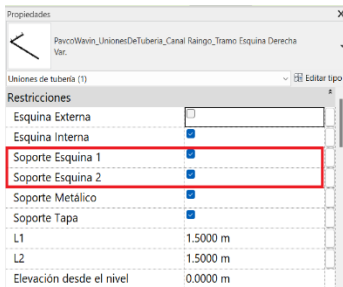 Propiedades
PavcoWavin_UnionesDeTuberia_Canal Raingo_Tramo Esquina Derecha
Var.
Uniones de tubería (1)
Editar tipo
Restricciones
Esquina Externa
Esquina Interna
Soporte Esquina 1
Soporte Esquina 2
Soporte Metálico
Soporte Tapa
L1 1.5000 m
L2 1.5000 m
Elevación desde el nivel 0.0000 m